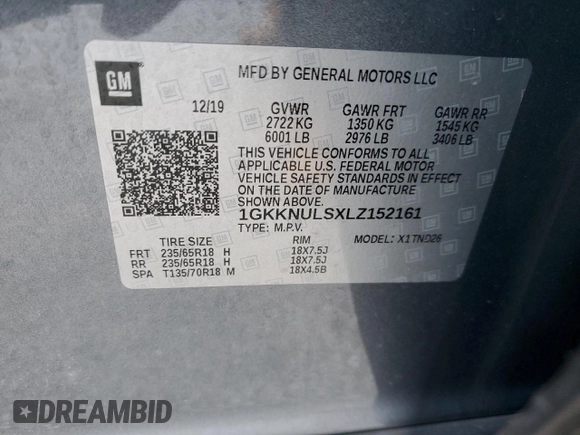 GM
MFD BY GENERAL MOTORS LLC
12/19 GVWR GAWR FRT GAWR RR
2722 KG 1350 KG 1545 KG
6001 LB 2976 LB 3406 LB
THIS VEHICLE CONFORMS TO ALL
APPLICABLE U.S. FEDERAL MOTOR
VEHICLE SAFETY STANDARDS IN EFFECT
ON THE DATE OF MANUFACTURE
SHOWN ABOVE.
1GKKNULSXLZ152161
TYPE: M.P.V. MODEL: X1TND26
TIRE SIZE RIM
FRT 235/65R18 H 18X7.5J
RR 235/65R18 H 18X7.5J
SPA T135/70R18 M 18X4.5B
DREAMBID